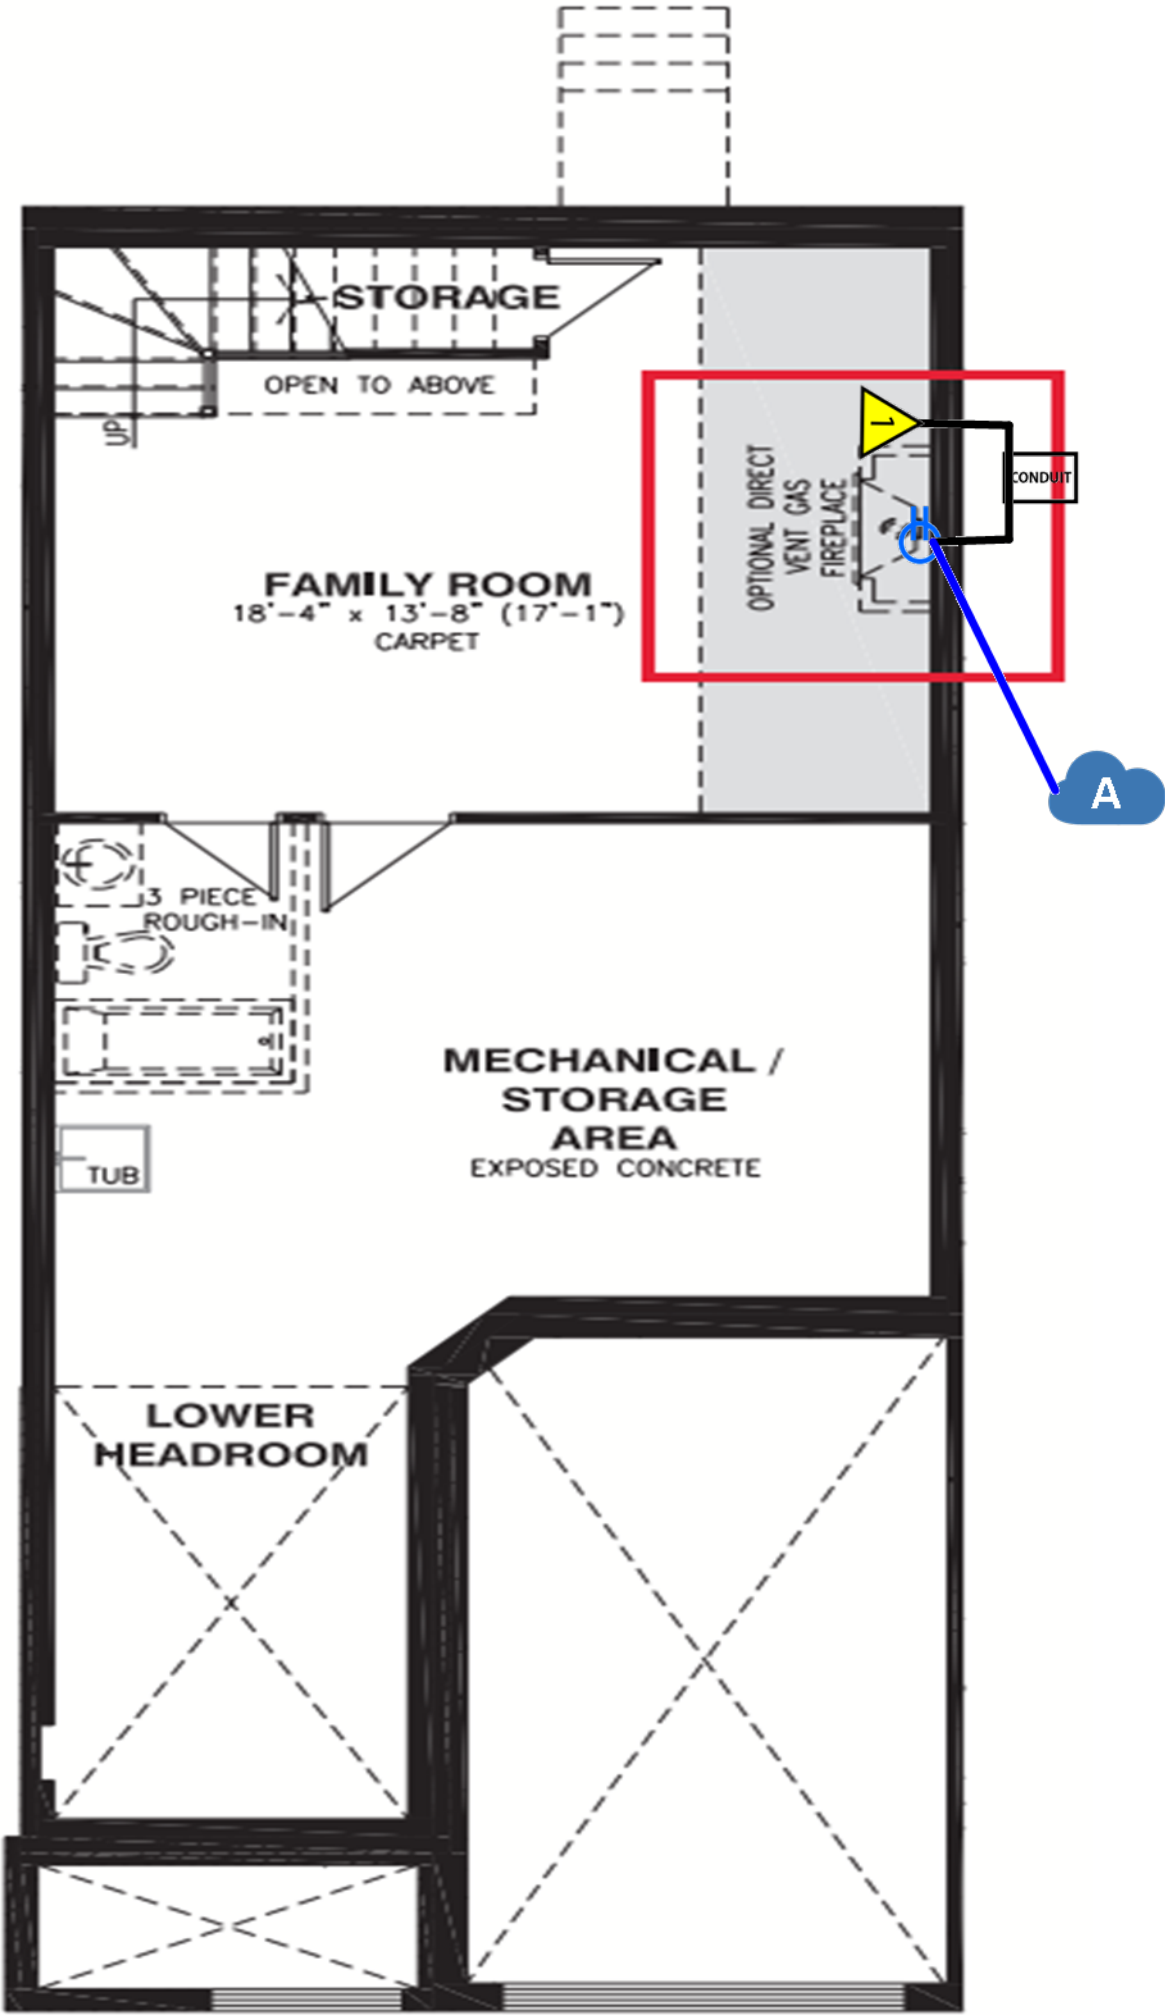 STORAGE
OPEN TO ABOVE
UP
1
CONDUIT
OPTIONAL DIRECT
VENT GAS
FIREPLACE
FAMILY ROOM
18'-4" x 13'-8" (17'-1")
CARPET
A
3 PIECE
ROUGH-IN
MECHANICAL /
STORAGE
AREA
EXPOSED CONCRETE
TUB
LOWER
HEADROOM